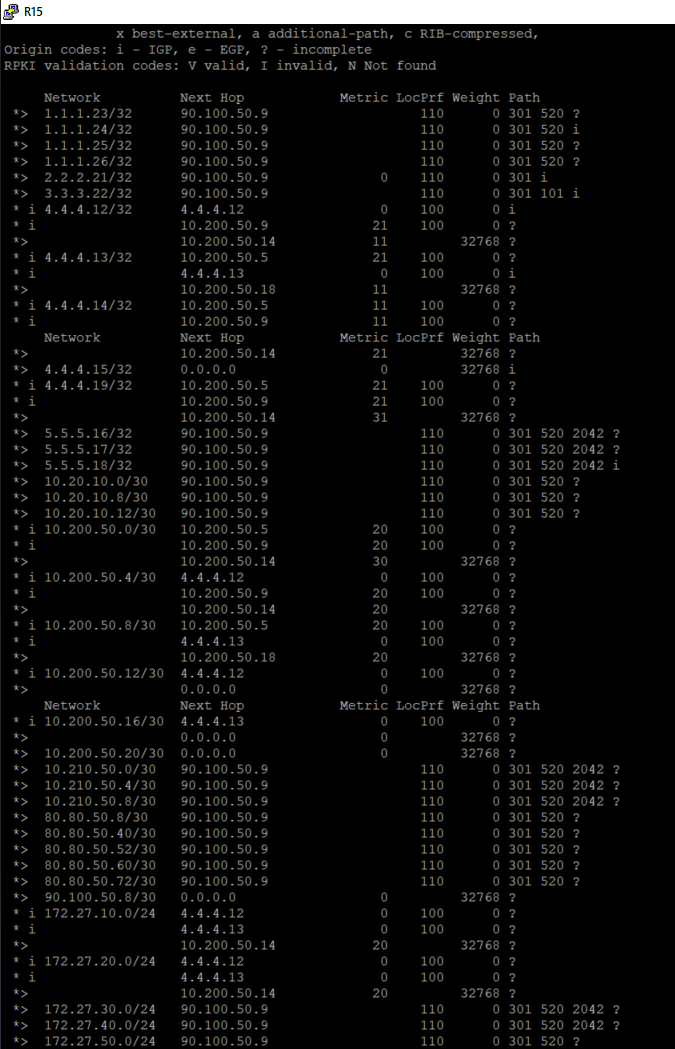 R15
x best-external, a additional-path, c RIB-compressed,
Origin codes: i - IGP, e - EGP, ? - incomplete
RPKI validation codes: V valid, I invalid, N Not found
Network Next Hop Metric LocPrf Weight Path
*> 1.1.1.23/32 90.100.50.9 110 0 301 520 ?
*> 1.1.1.24/32 90.100.50.9 110 0 301 520 i
*> 1.1.1.25/32 90.100.50.9 110 0 301 520 ?
*> 1.1.1.26/32 90.100.50.9 110 0 301 520 ?
*> 2.2.2.21/32 90.100.50.9 0 110 0 301 i
*> 3.3.3.22/32 90.100.50.9 110 0 301 101 i
* i 4.4.4.12/32 4.4.4.12 0 100 0 i
* i 10.200.50.9 21 100 0 ?
*> 10.200.50.14 11 32768 ?
* i 4.4.4.13/32 10.200.50.5 21 100 0 ?
* i 4.4.4.13 0 100 0 i
*> 10.200.50.18 11 32768 ?
* i 4.4.4.14/32 10.200.50.5 11 100 0 ?
* i 10.200.50.9 11 100 0 ?
Network Next Hop Metric LocPrf Weight Path
*> 10.200.50.14 21 32768 ?
*> 4.4.4.15/32 0.0.0.0 0 32768 i
* i 4.4.4.19/32 10.200.50.5 21 100 0 ?
* i 10.200.50.9 21 100 0 ?
*> 10.200.50.14 31 32768 ?
*> 5.5.5.16/32 90.100.50.9 110 0 301 520 2042 ?
*> 5.5.5.17/32 90.100.50.9 110 0 301 520 2042 ?
*> 5.5.5.18/32 90.100.50.9 110 0 301 520 2042 i
*> 10.20.10.0/30 90.100.50.9 110 0 301 520 ?
*> 10.20.10.8/30 90.100.50.9 110 0 301 520 ?
*> 10.20.10.12/30 90.100.50.9 110 0 301 520 ?
* i 10.200.50.0/30 10.200.50.5 20 100 0 ?
* i 10.200.50.9 20 100 0 ?
*> 10.200.50.14 30 32768 ?
* i 10.200.50.4/30 4.4.4.12 0 100 0 ?
* i 10.200.50.9 20 100 0 ?
*> 10.200.50.14 20 32768 ?
* i 10.200.50.8/30 10.200.50.5 20 100 0 ?
* i 4.4.4.13 0 100 0 ?
*> 10.200.50.18 20 32768 ?
* i 10.200.50.12/30 4.4.4.12 0 100 0 ?
*> 0.0.0.0 0 32768 ?
Network Next Hop Metric LocPrf Weight Path
* i 10.200.50.16/30 4.4.4.13 0 100 0 ?
*> 0.0.0.0 0 32768 ?
*> 10.200.50.20/30 0.0.0.0 0 32768 ?
*> 10.210.50.0/30 90.100.50.9 110 0 301 520 2042 ?
*> 10.210.50.4/30 90.100.50.9 110 0 301 520 2042 ?
*> 10.210.50.8/30 90.100.50.9 110 0 301 520 2042 ?
*> 80.80.50.8/30 90.100.50.9 110 0 301 520 ?
*> 80.80.50.40/30 90.100.50.9 110 0 301 520 ?
*> 80.80.50.52/30 90.100.50.9 110 0 301 520 ?
*> 80.80.50.60/30 90.100.50.9 110 0 301 520 ?
*> 80.80.50.72/30 90.100.50.9 110 0 301 520 ?
*> 90.100.50.8/30 0.0.0.0 0 32768 ?
* i 172.27.10.0/24 4.4.4.12 0 100 0 ?
* i 4.4.4.13 0 100 0 ?
*> 10.200.50.14 20 32768 ?
* i 172.27.20.0/24 4.4.4.12 0 100 0 ?
* i 4.4.4.13 0 100 0 ?
*> 10.200.50.14 20 32768 ?
*> 172.27.30.0/24 90.100.50.9 110 0 301 520 2042 ?
*> 172.27.40.0/24 90.100.50.9 110 0 301 520 2042 ?
*> 172.27.50.0/24 90.100.50.9 110 0 301 520 ?